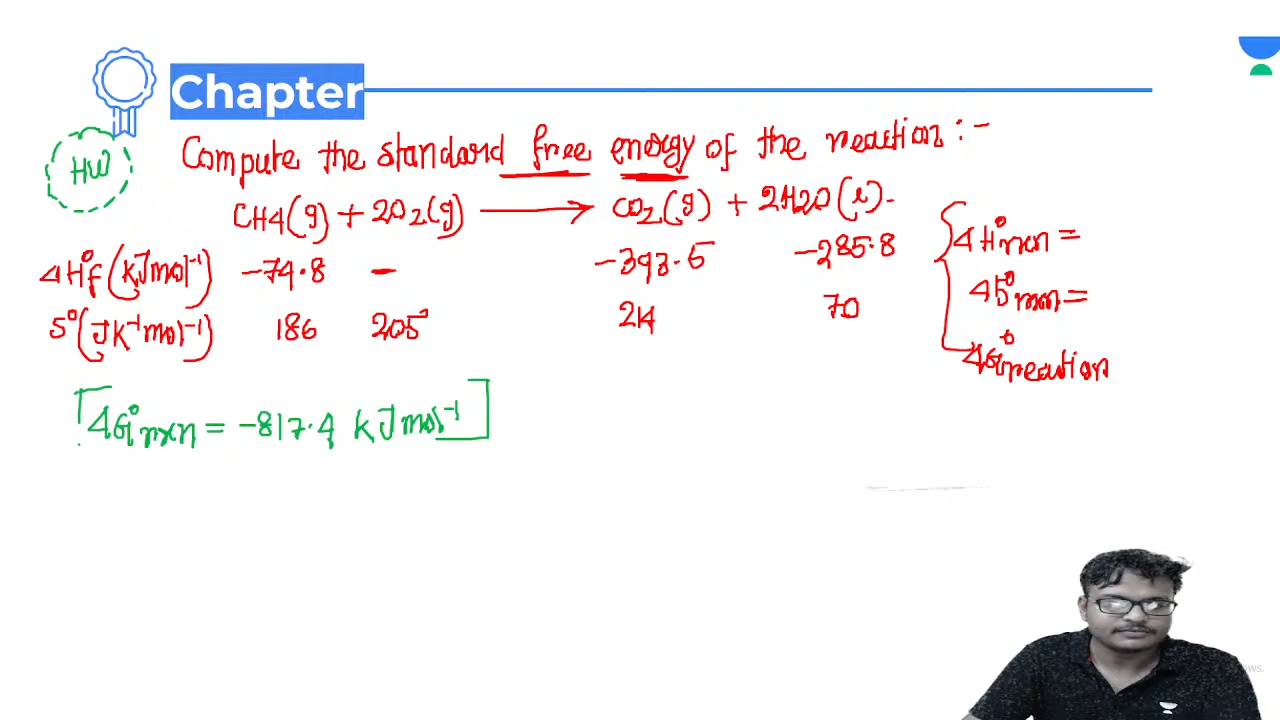 Chapter
HW
Compute the standard free energy of the reaction :-
CH4(g) + 2O2(g) ⟶ CO2(g) + 2H2O(l).
ΔH°f (kJmol⁻¹) -74.8 - -393.5 -285.8
S° (JK⁻¹mol⁻¹) 186 205 214 70
ΔH°rxn =
ΔS°rxn =
ΔG°reaction
ΔG°rxn = -817.4 kJmol⁻¹